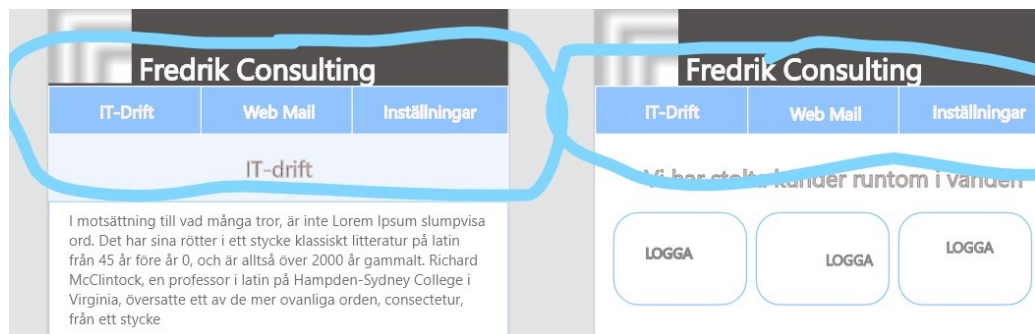 Fredrik Consulting
IT-Drift Web Mail Inställningar
IT-drift
I motsättning till vad många tror, är inte Lorem Ipsum slumpvisa
ord. Det har sina rötter i ett stycke klassiskt litteratur på latin
från 45 år före år 0, och är alltså över 2000 år gammalt. Richard
McClintock, en professor i latin på Hampden-Sydney College i
Virginia, översatte ett av de mer ovanliga orden, consectetur,
från ett stycke
Fredrik Consulting
IT-Drift Web Mail Inställningar
Vi har stolta kunder runtom i världen
LOGGA LOGGA LOGGA